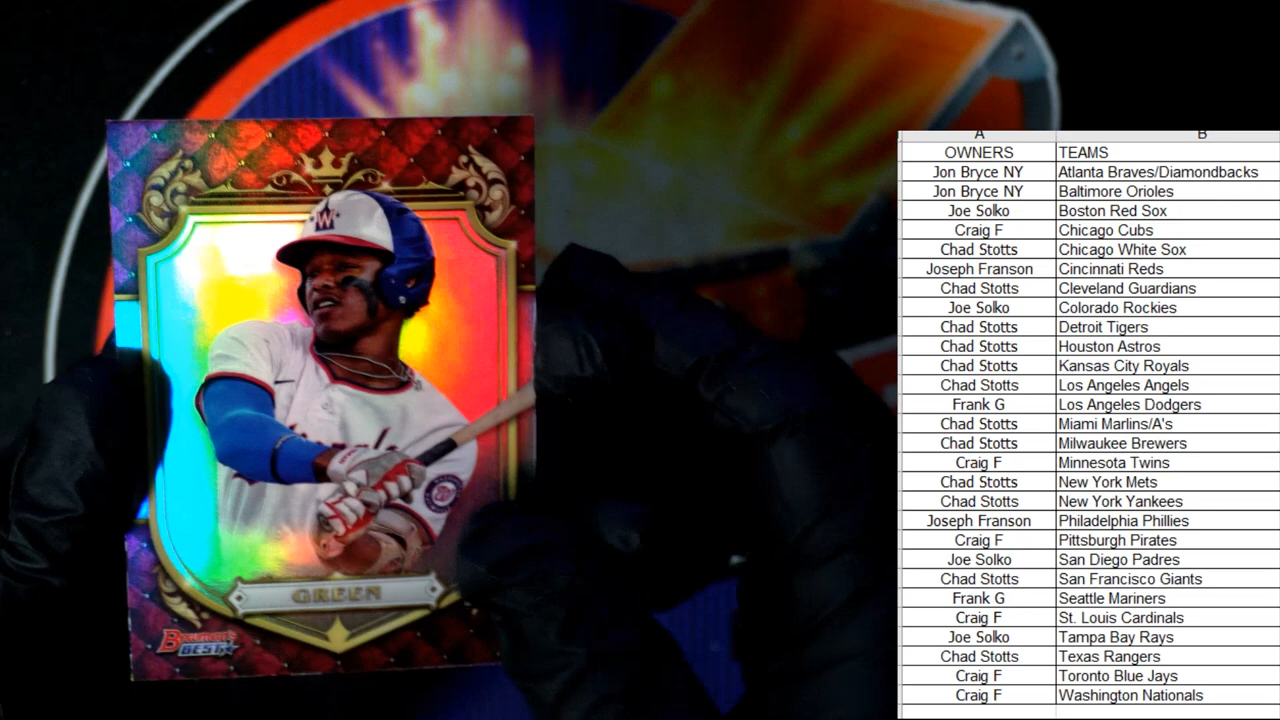 W
GREEN
BOWMAN'S
BEST
A B
OWNERS TEAMS
Jon Bryce NY Atlanta Braves/Diamondbacks
Jon Bryce NY Baltimore Orioles
Joe Solko Boston Red Sox
Craig F Chicago Cubs
Chad Stotts Chicago White Sox
Joseph Franson Cincinnati Reds
Chad Stotts Cleveland Guardians
Joe Solko Colorado Rockies
Chad Stotts Detroit Tigers
Chad Stotts Houston Astros
Chad Stotts Kansas City Royals
Chad Stotts Los Angeles Angels
Frank G Los Angeles Dodgers
Chad Stotts Miami Marlins/A's
Chad Stotts Milwaukee Brewers
Craig F Minnesota Twins
Chad Stotts New York Mets
Chad Stotts New York Yankees
Joseph Franson Philadelphia Phillies
Craig F Pittsburgh Pirates
Joe Solko San Diego Padres
Chad Stotts San Francisco Giants
Frank G Seattle Mariners
Craig F St. Louis Cardinals
Joe Solko Tampa Bay Rays
Chad Stotts Texas Rangers
Craig F Toronto Blue Jays
Craig F Washington Nationals